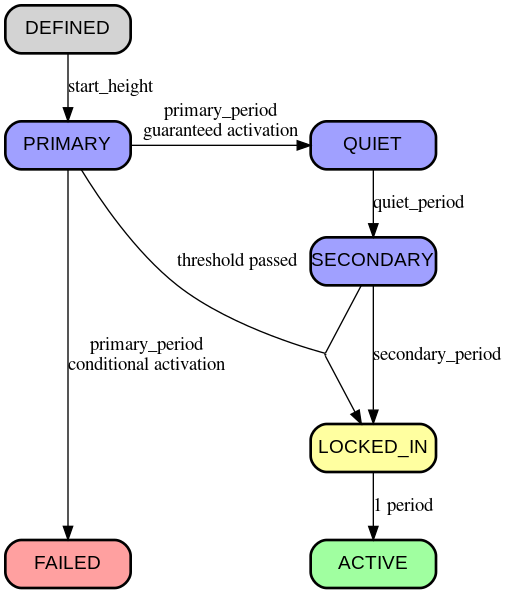 DEFINED
start_height
primary_period
guaranteed activation
PRIMARY
QUIET
quiet_period
threshold passed
SECONDARY
primary_period
conditional activation
secondary_period
LOCKED_IN
1 period
FAILED
ACTIVE